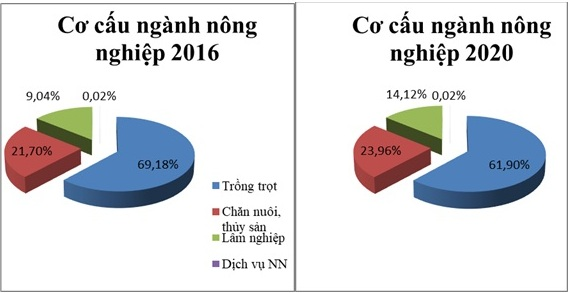 Cơ cấu ngành nông
nghiệp 2016
9,04%
0,02%
21,70%
69,18%
Trồng trọt
Chăn nuôi,
thủy sản
Lâm nghiệp
Dịch vụ NN
Cơ cấu ngành nông
nghiệp 2020
14,12%
0,02%
23,96%
61,90%